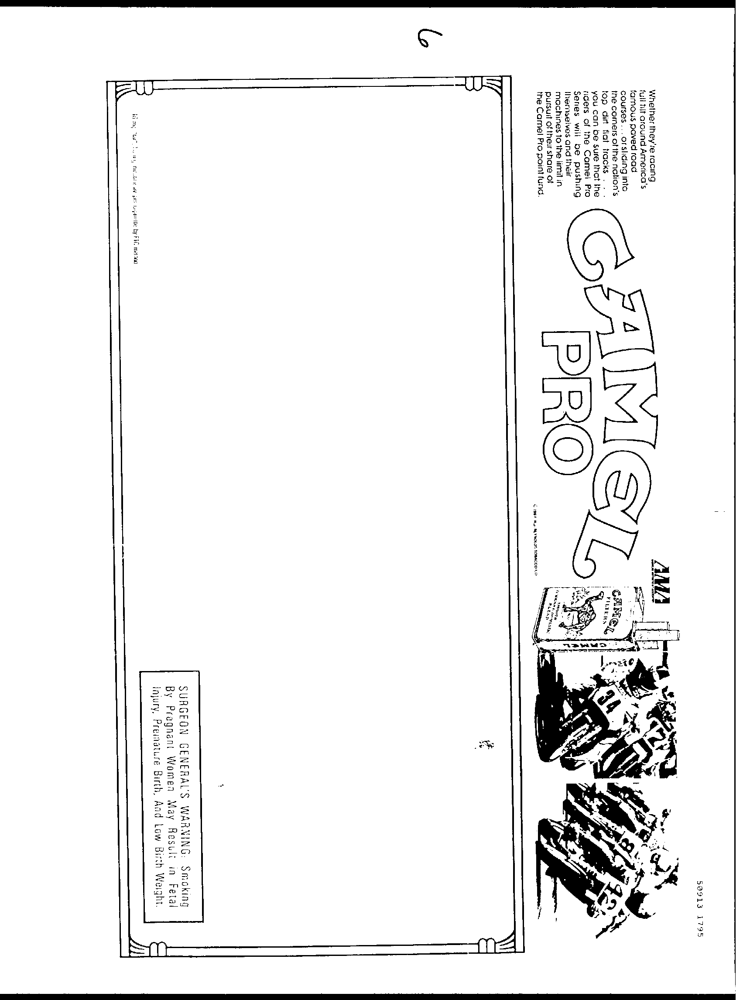 6
Whether they're racing
full tilt around America's
famous paved road
courses . . . or sliding into
the corners of the nation's
top dirt flat tracks . . .
you can be sure that the
riders of the Camel Pro
Series will be pushing
themselves and their
machines to the limit in
pursuit of their share of
the Camel Pro point fund.
CAMEL
PRO
AMA
CAMEL
FILTERS
CAMEL
34
SURGEON GENERAL'S WARNING: Smoking
By Pregnant Women May Result in Fetal
Injury, Premature Birth, And Low Birth Weight.
50913 1795